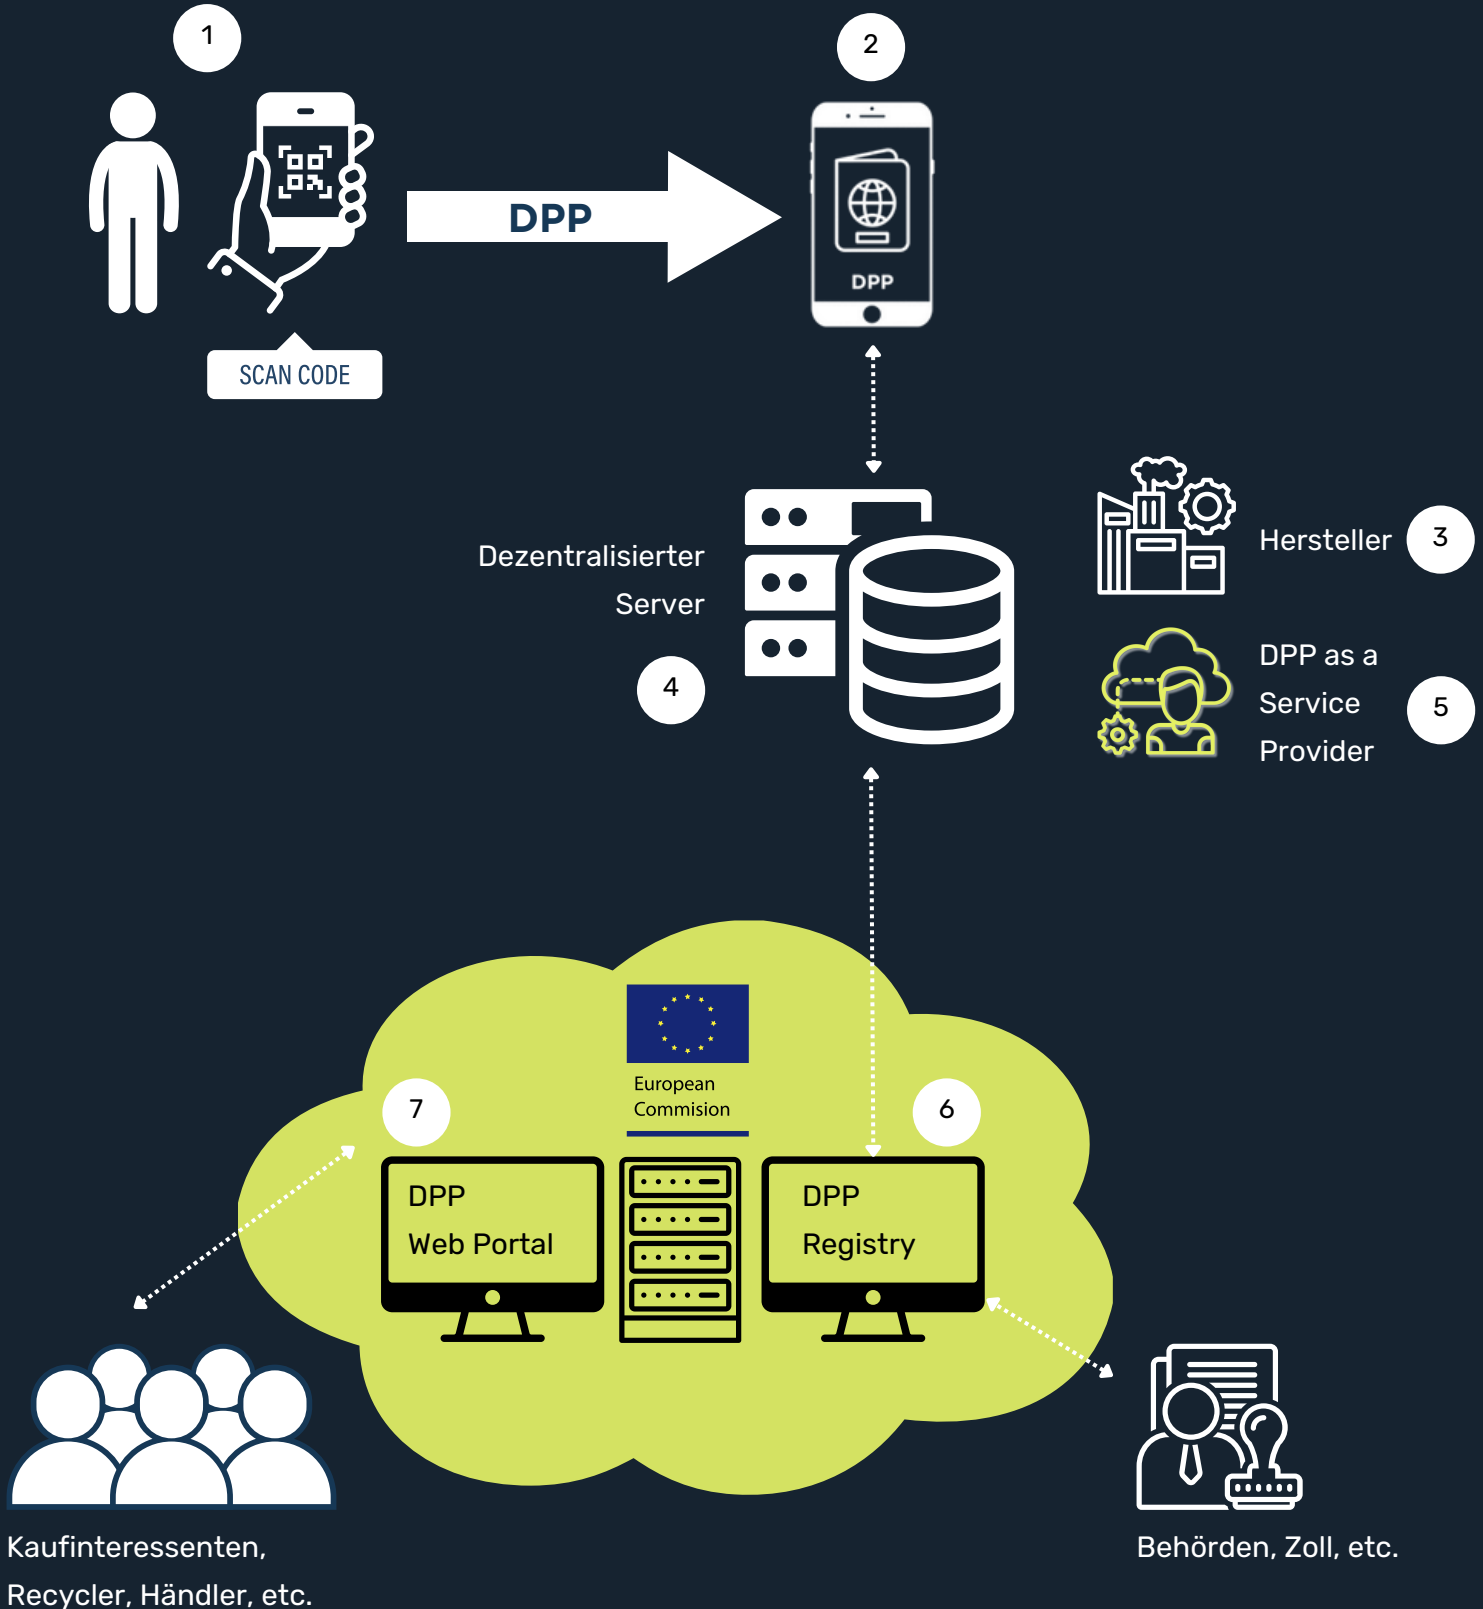 1
2
DPP
DPP
SCAN CODE
Dezentralisierter
Server
4
Hersteller
3
DPP as a
Service
Provider
5
European
Commision
7
6
DPP
Web Portal
DPP
Registry
Kaufinteressenten,
Recycler, Händler, etc.
Behörden, Zoll, etc.